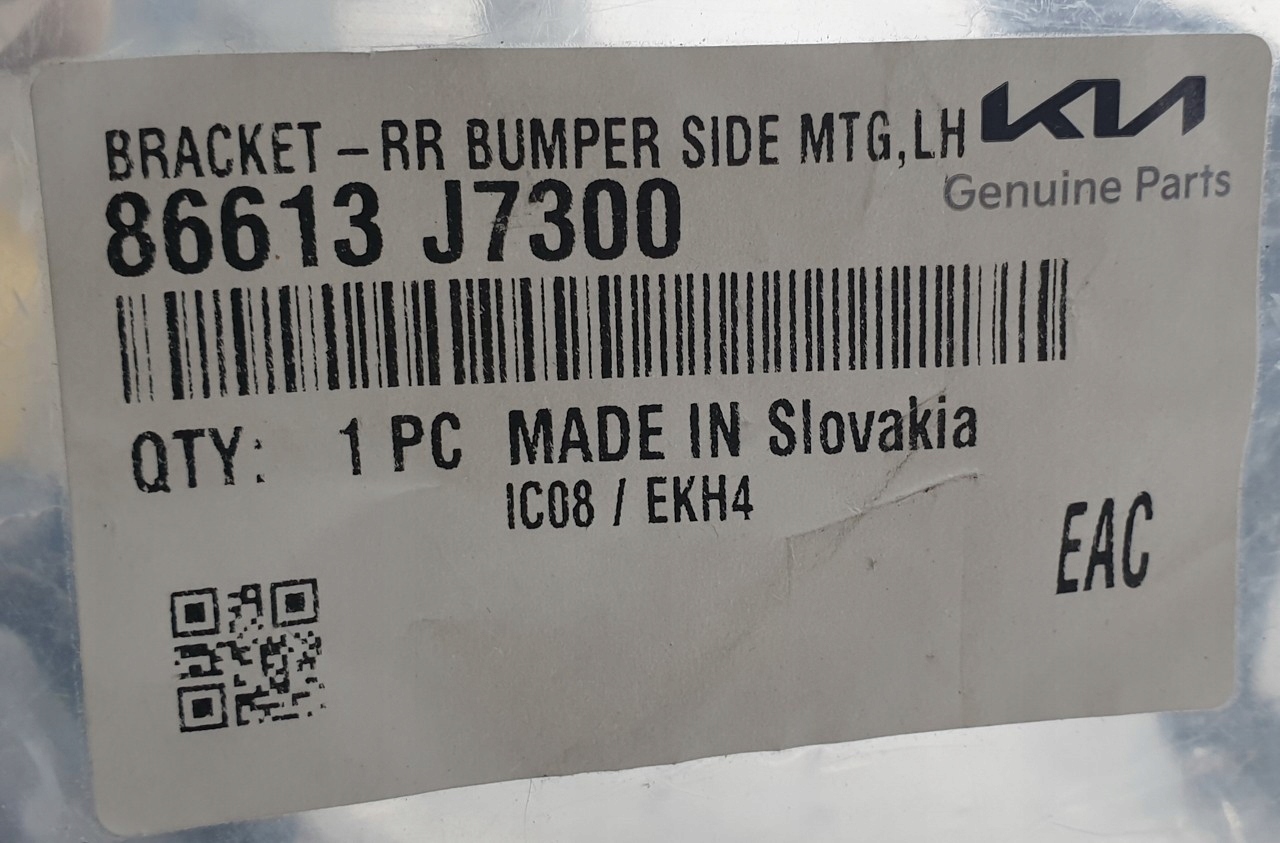 BRACKET-RR BUMPER SIDE MTG,LH
KIA
Genuine Parts
86613 J7300
QTY: 1 PC MADE IN Slovakia
IC08 / EKH4
EAC